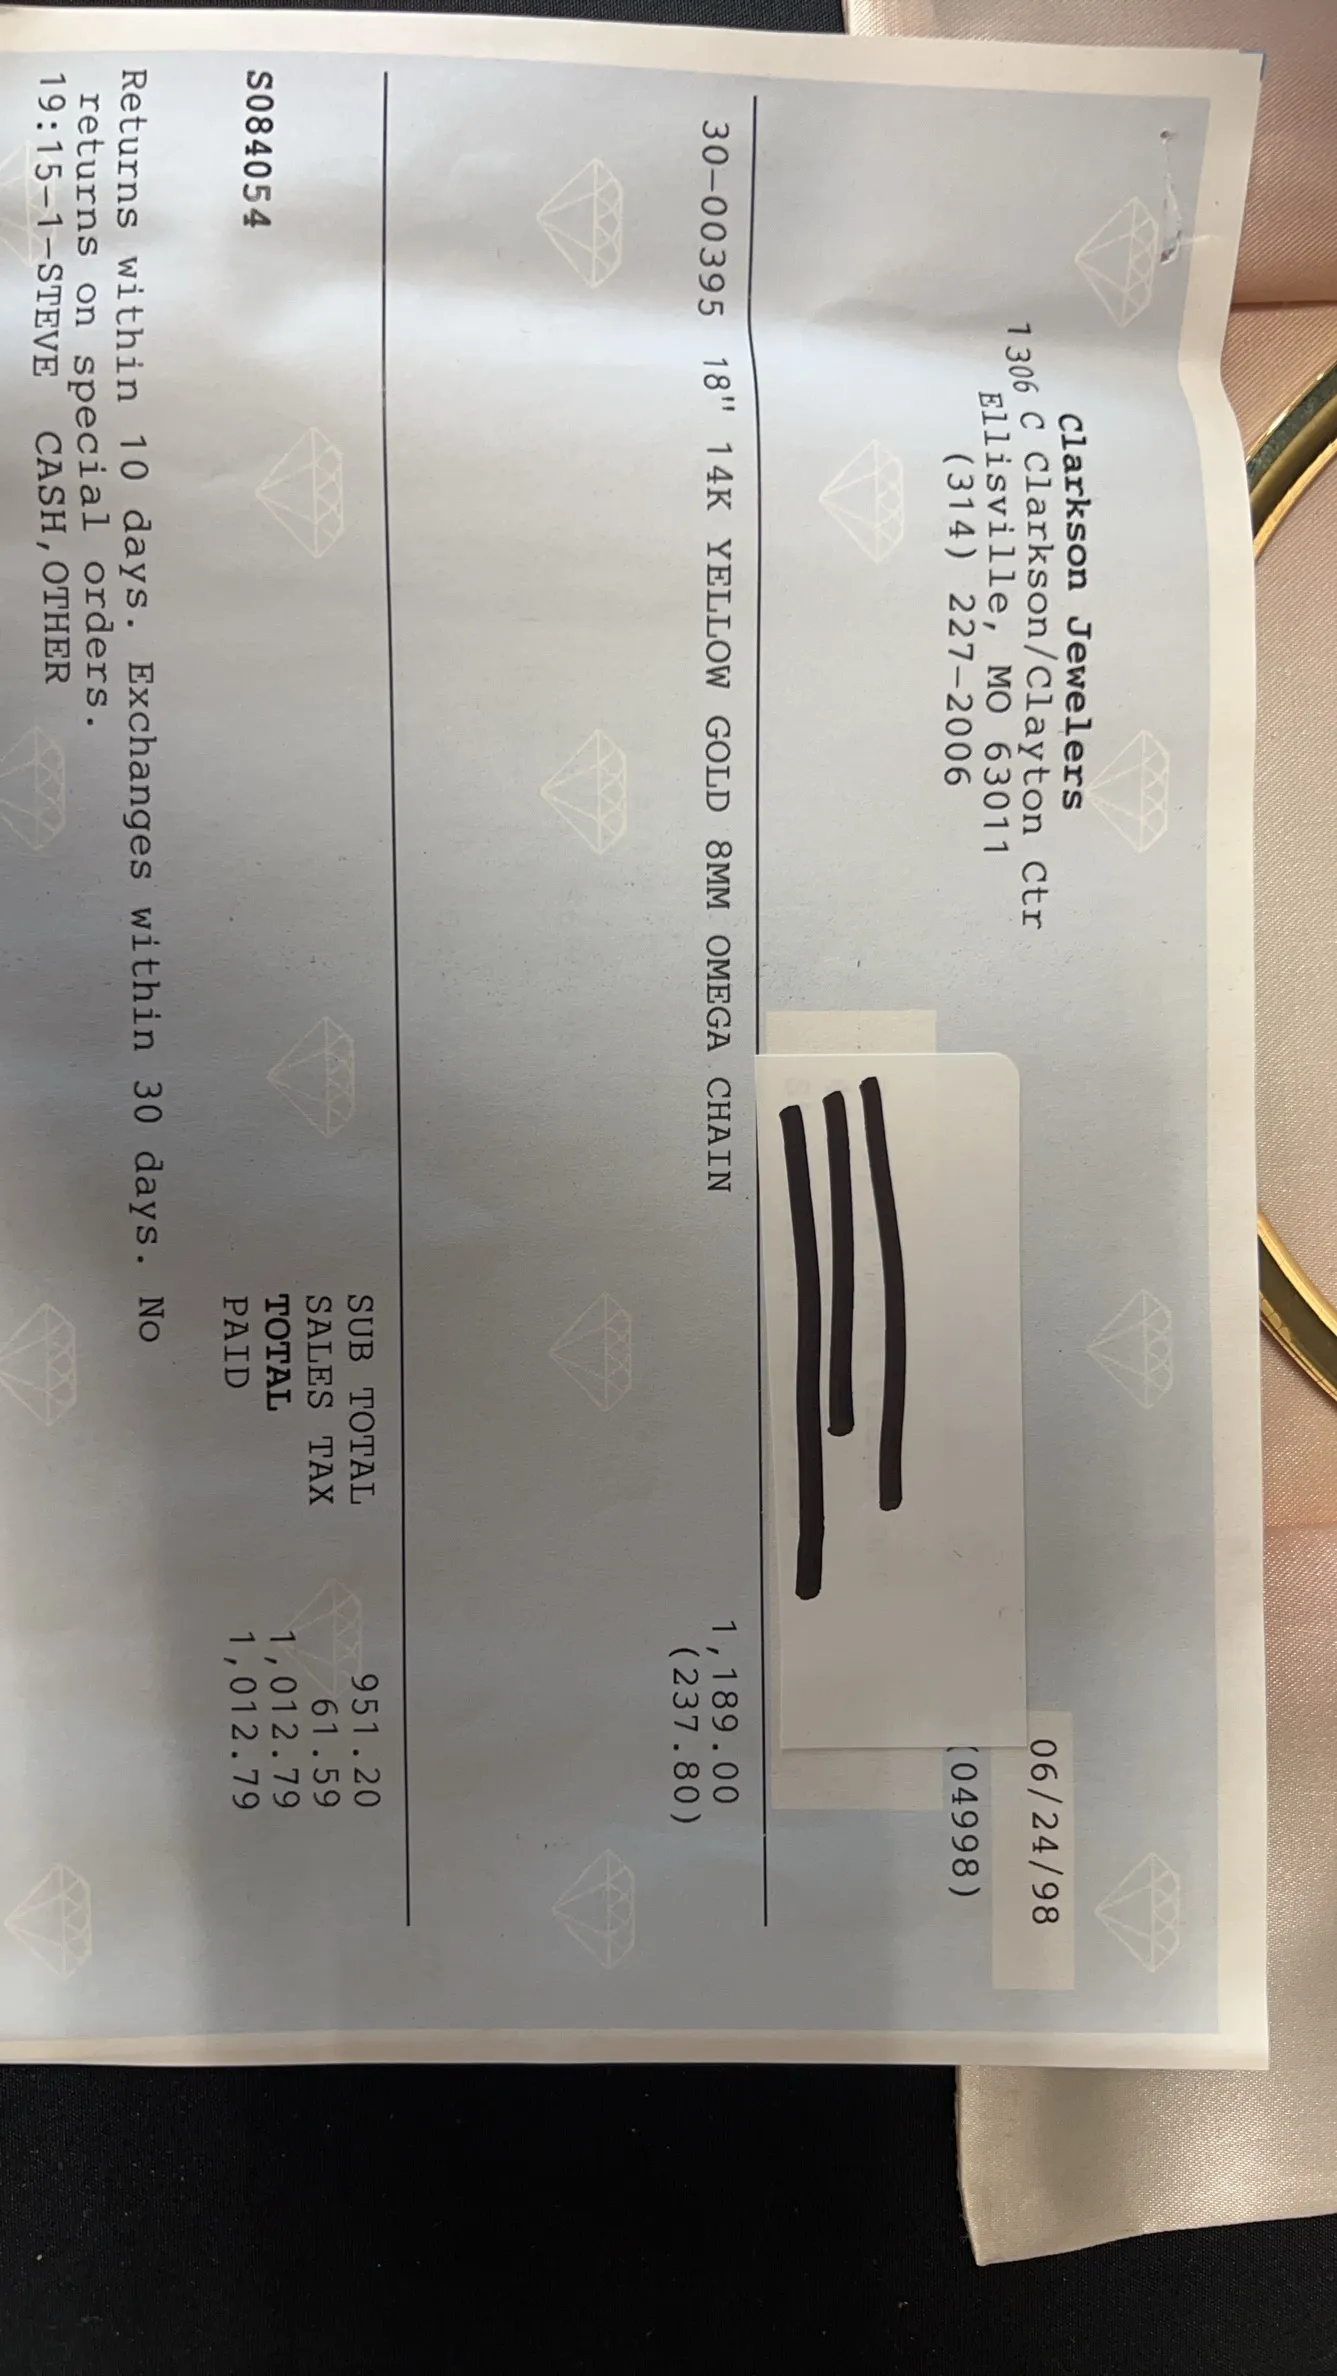 Clarkson Jewelers
1306 C Clarkson/Clayton Ctr
Ellisville, MO 63011
(314) 227-2006
06/24/98
(04998)
30-00395 18" 14K YELLOW GOLD 8MM OMEGA CHAIN 1,189.00
(237.80)
SUB TOTAL 951.20
SALES TAX 61.59
S084054 TOTAL 1,012.79
PAID 1,012.79
Returns within 10 days. Exchanges within 30 days. No
returns on special orders.
19:15-1-STEVE CASH,OTHER